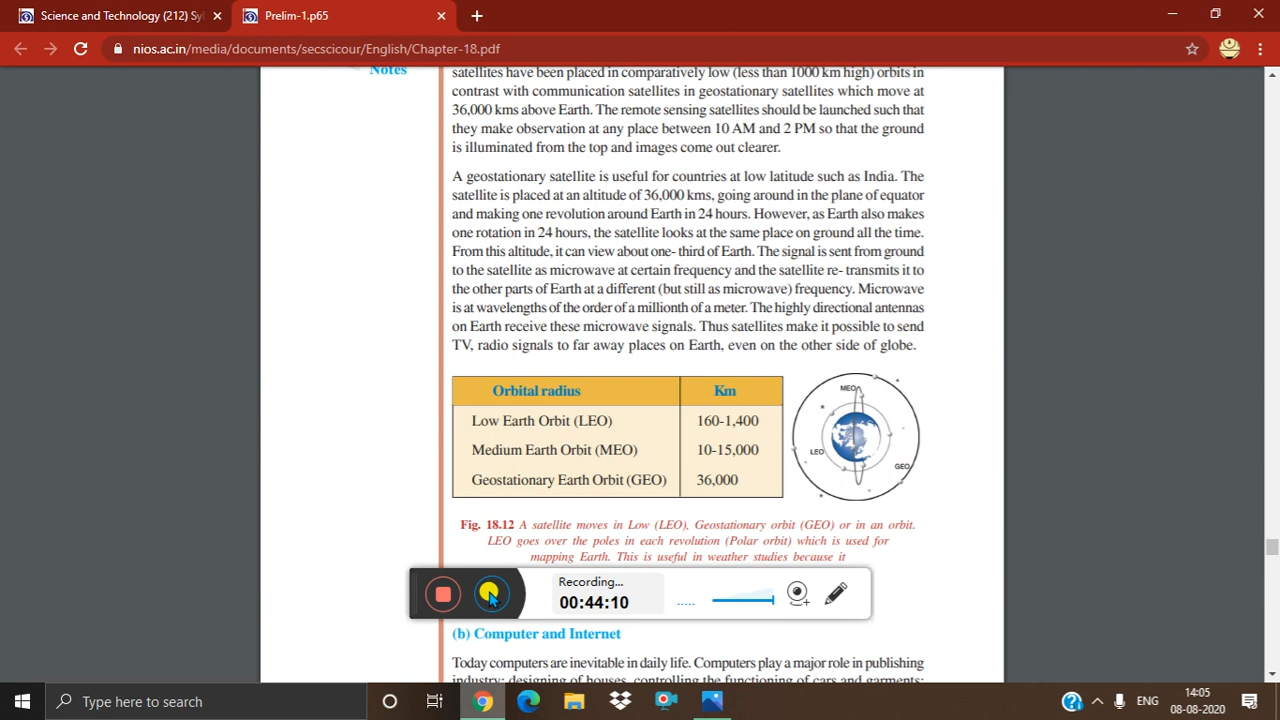 Science and Technology (212) Syl
Prelim-1.p65
nios.ac.in/media/documents/secscicour/English/Chapter-18.pdf
Notes
satellites have been placed in comparatively low (less than 1000 km high) orbits in
contrast with communication satellites in geostationary satellites which move at
36,000 kms above Earth. The remote sensing satellites should be launched such that
they make observation at any place between 10 AM and 2 PM so that the ground
is illuminated from the top and images come out clearer.
A geostationary satellite is useful for countries at low latitude such as India. The
satellite is placed at an altitude of 36,000 kms, going around in the plane of equator
and making one revolution around Earth in 24 hours. However, as Earth also makes
one rotation in 24 hours, the satellite looks at the same place on ground all the time.
From this altitude, it can view about one- third of Earth. The signal is sent from ground
to the satellite as microwave at certain frequency and the satellite re- transmits it to
the other parts of Earth at a different (but still as microwave) frequency. Microwave
is at wavelengths of the order of a millionth of a meter. The highly directional antennas
on Earth receive these microwave signals. Thus satellites make it possible to send
TV, radio signals to far away places on Earth, even on the other side of globe.
Orbital radius Km
Low Earth Orbit (LEO) 160-1,400
Medium Earth Orbit (MEO) 10-15,000
Geostationary Earth Orbit (GEO) 36,000
MEO
LEO
GEO
Fig. 18.12 A satellite moves in Low (LEO), Geostationary orbit (GEO) or in an orbit.
LEO goes over the poles in each revolution (Polar orbit) which is used for
mapping Earth. This is useful in weather studies because it
Recording...
00:44:10
(b) Computer and Internet
Today computers are inevitable in daily life. Computers play a major role in publishing
industry; designing of houses, controlling the functioning of cars and garments;
Type here to search
ENG
14:05
08-08-2020